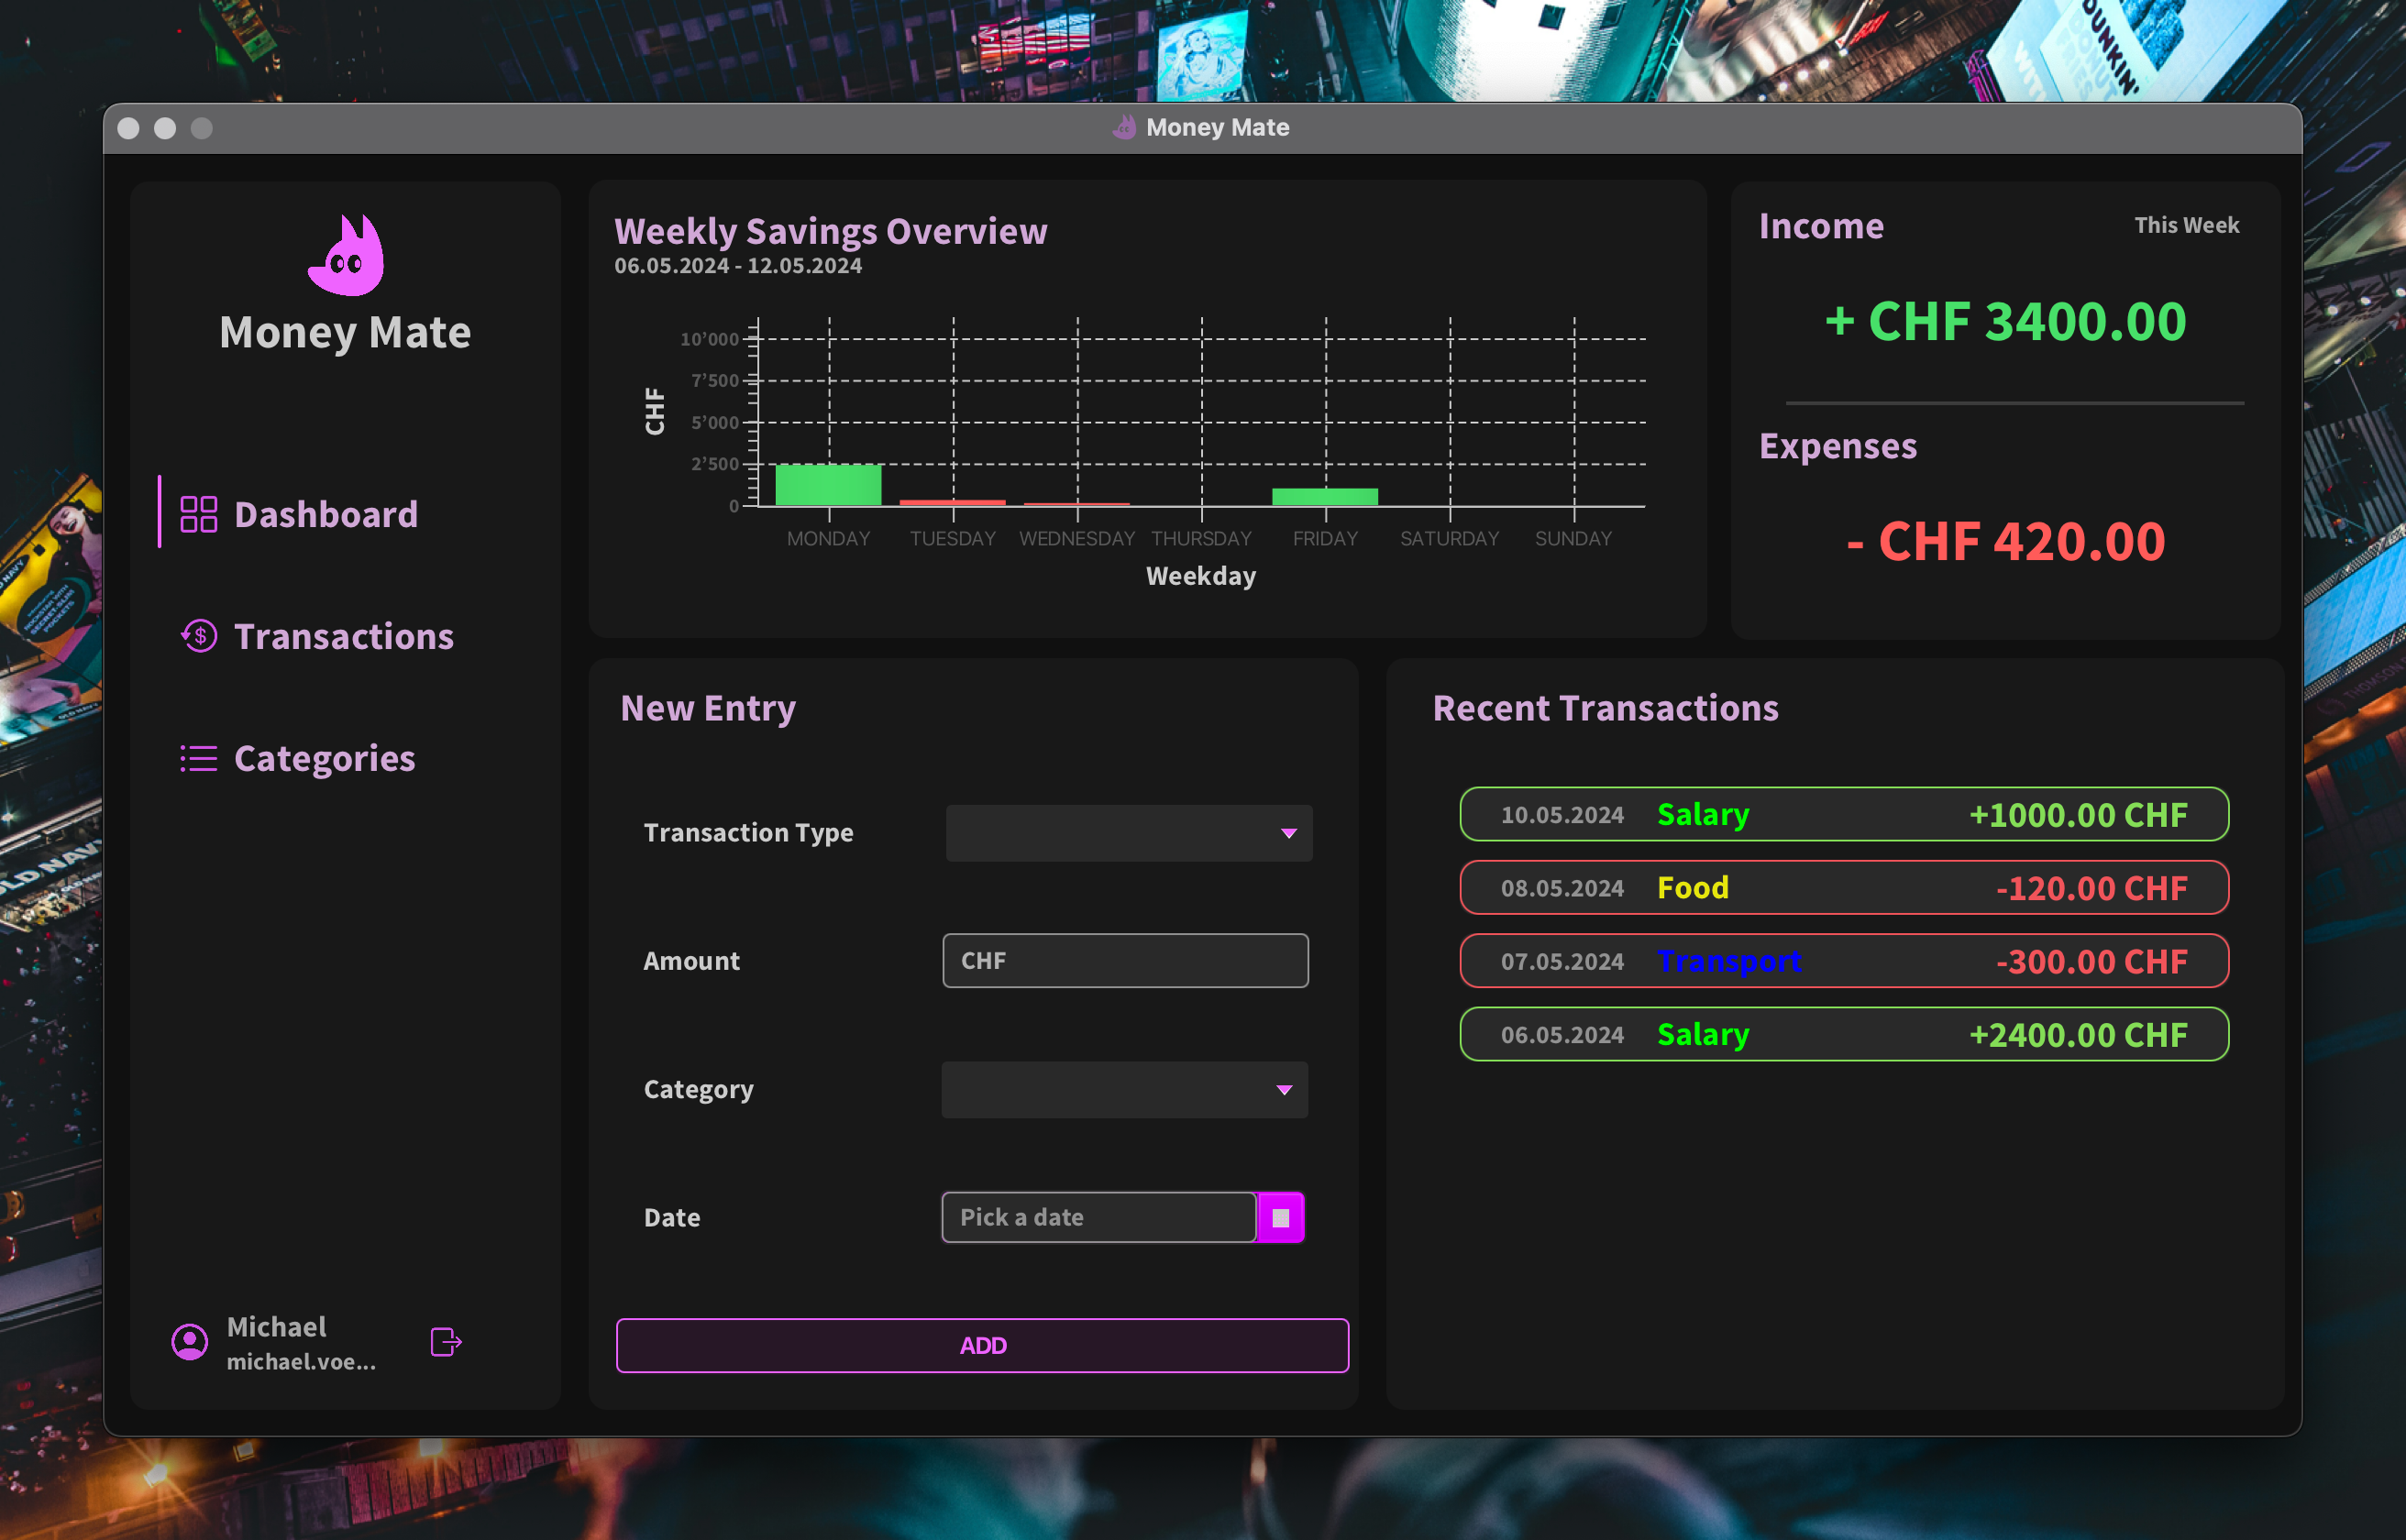 DUNKIN'
Money Mate
Money Mate
Dashboard
Transactions
Categories
Michael
michael.voe...
Weekly Savings Overview
06.05.2024 - 12.05.2024
CHF
10’000
7’500
5’000
2’500
0
MONDAY TUESDAY WEDNESDAY THURSDAY FRIDAY SATURDAY SUNDAY
Weekday
Income
This Week
+ CHF 3400.00
Expenses
- CHF 420.00
New Entry
Transaction Type
Amount
CHF
Category
Date
Pick a date
ADD
Recent Transactions
10.05.2024 Salary +1000.00 CHF
08.05.2024 Food -120.00 CHF
07.05.2024 Transport -300.00 CHF
06.05.2024 Salary +2400.00 CHF
OLD NAVY